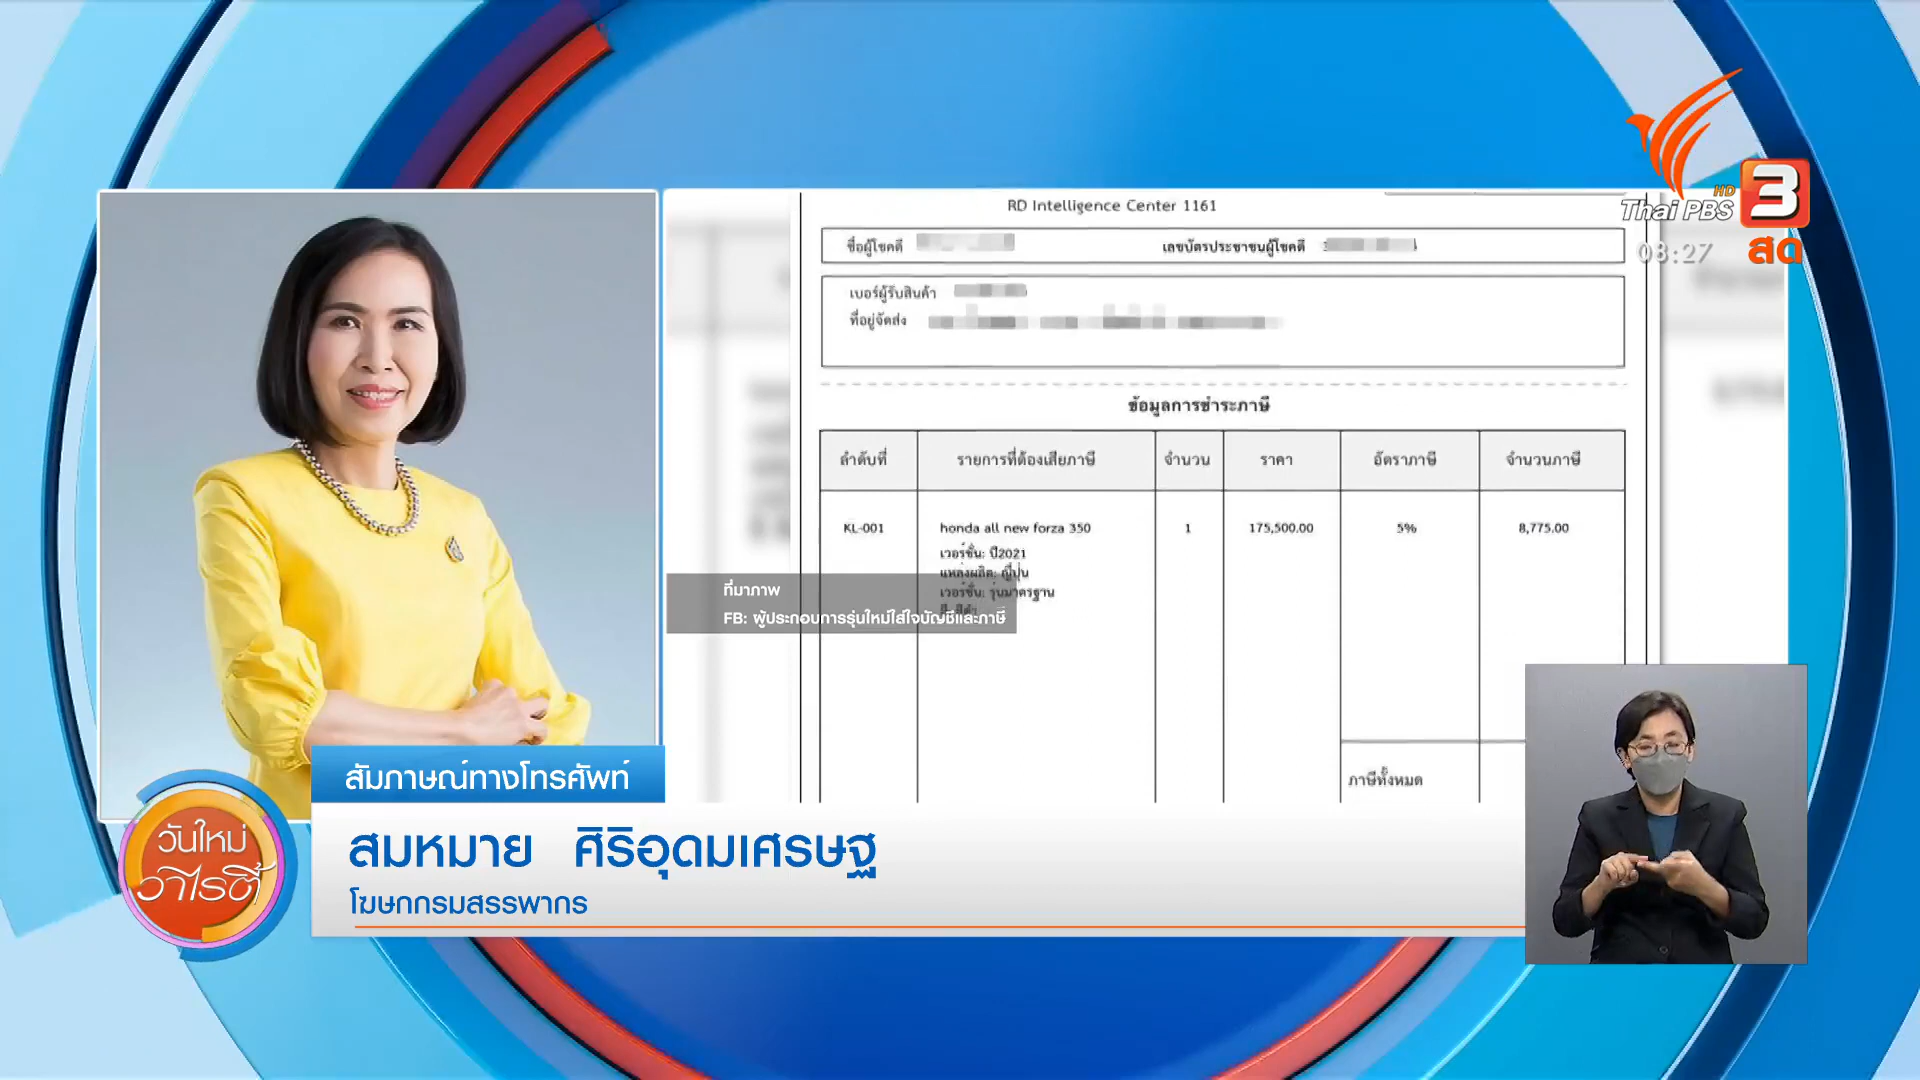 HD
Thai PBS 3
08:27 สด
RD Intelligence Center 1161
ชื่อผู้โชคดี
เลขบัตรประชาชนผู้โชคดี
เบอร์ผู้รับสินค้า
ที่อยู่จัดส่ง
ข้อมูลการชำระภาษี
ลำดับที่ รายการที่ต้องเสียภาษี จำนวน ราคา อัตราภาษี จำนวนภาษี
KL-001 honda all new forza 350 1 175,500.00 5% 8,775.00
เวอร์ชั่น: ปี2021
แหล่งผลิต: ญี่ปุ่น
เวอร์ชั่น: รุ่นมาตรฐาน
ที่มาภาพ
FB: ผู้ประกอบการรุ่นใหม่ใส่ใจบัญชีและภาษี
ภาษีทั้งหมด
สัมภาษณ์ทางโทรศัพท์
สมหมาย ศิริอุดมเศรษฐ
โฆษกกรมสรรพากร
วันใหม่
วาไรตี้